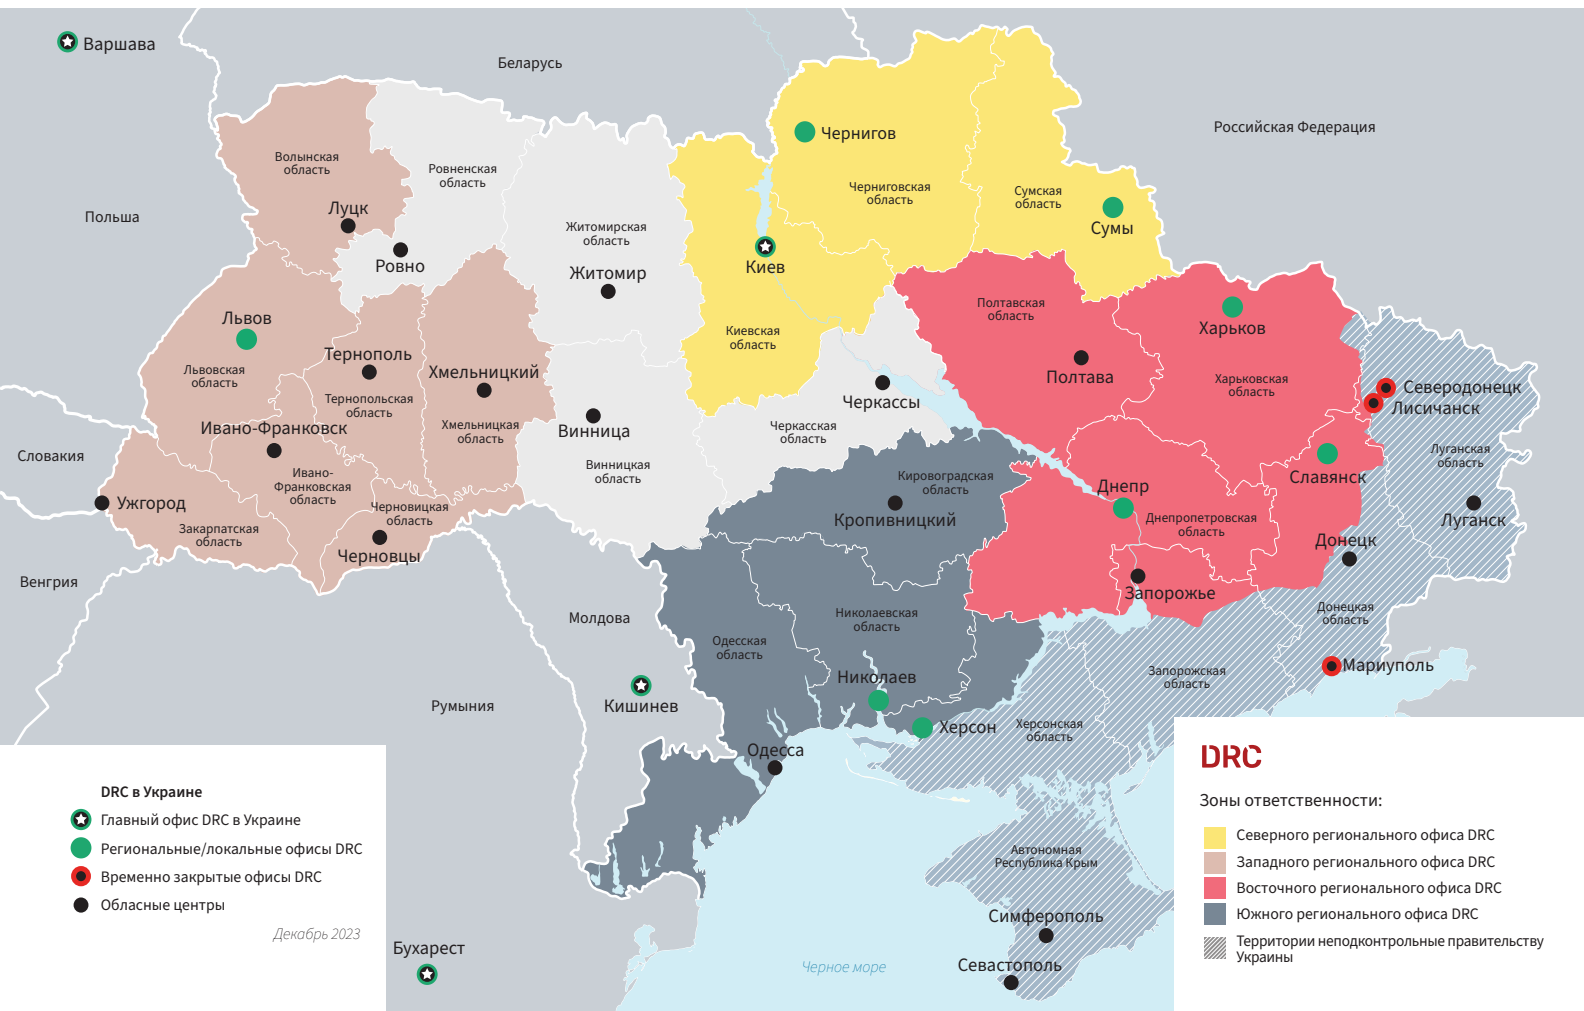 Варшава
Беларусь
Российская Федерация
Польша
Словакия
Венгрия
Румыния
Молдова
Волынская
область
Луцк
Ровненская
область
Ровно
Житомирская
область
Житомир
Чернигов
Черниговская
область
Сумская
область
Сумы
Киев
Киевская
область
Львов
Львовская
область
Тернополь
Тернопольская
область
Хмельницкий
Хмельницкая
область
Ивано-Франковск
Ивано-
Франковская
область
Ужгород
Закарпатская
область
Черновицкая
область
Черновцы
Винница
Винницкая
область
Черкассы
Черкасская
область
Полтавская
область
Полтава
Харьков
Харьковская
область
Северодонецк
Лисичанск
Луганская
область
Луганск
Славянск
Донецк
Донецкая
область
Мариуполь
Днепр
Днепропетровская
область
Запорожье
Запорожская
область
Кировоградская
область
Кропивницкий
Николаевская
область
Николаев
Одесская
область
Одесса
Херсон
Херсонская
область
Кишинев
Бухарест
Автономная
Республика Крым
Симферополь
Севастополь
Черное море
DRC в Украине
Главный офис DRC в Украине
Региональные/локальные офисы DRC
Временно закрытые офисы DRC
Обласные центры
Декабрь 2023
DRC
Зоны ответственности:
Северного регионального офиса DRC
Западного регионального офиса DRC
Восточного регионального офиса DRC
Южного регионального офиса DRC
Территории неподконтрольные правительству
Украины